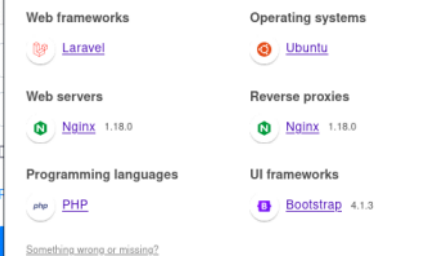 Web frameworks
Laravel
Operating systems
Ubuntu
Web servers
Nginx 1.18.0
Reverse proxies
Nginx 1.18.0
Programming languages
php PHP
UI frameworks
B Bootstrap 4.1.3
Something wrong or missing?